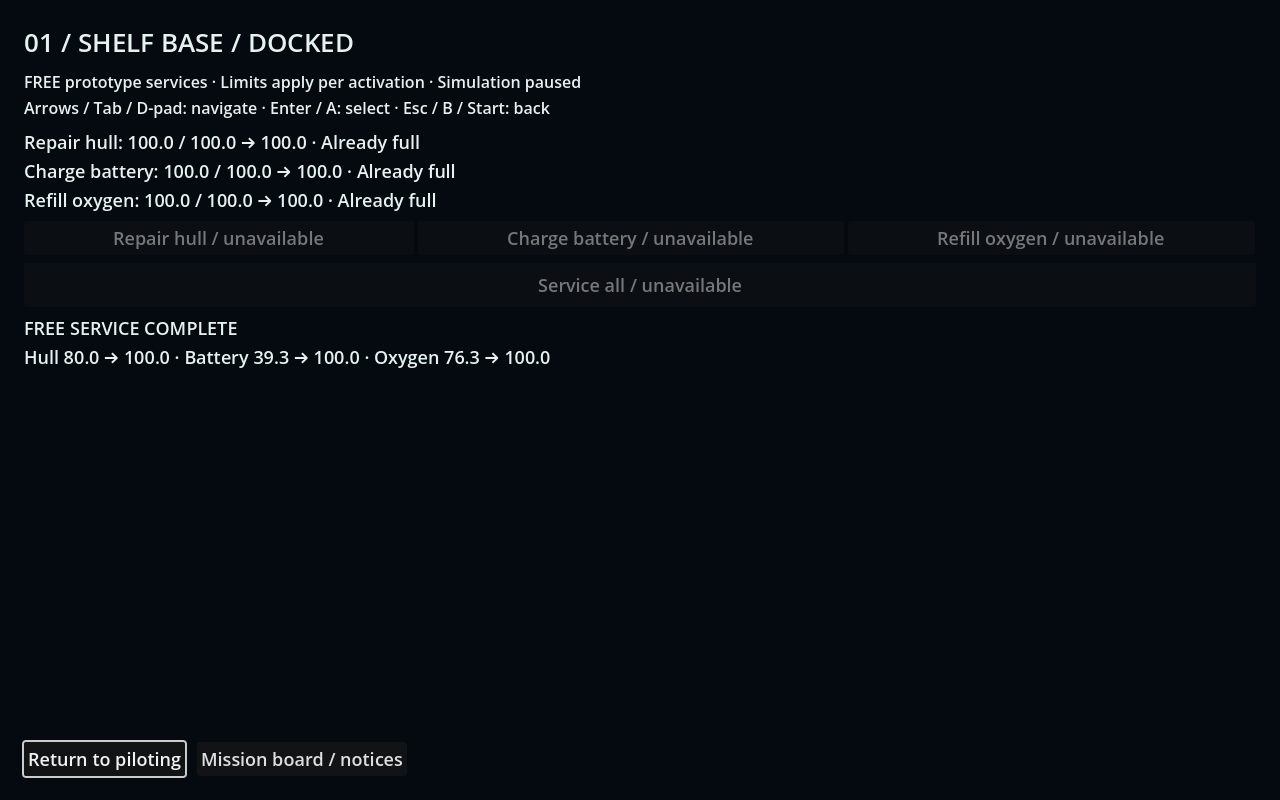 01 / SHELF BASE / DOCKED
FREE prototype services · Limits apply per activation · Simulation paused
Arrows / Tab / D-pad: navigate · Enter / A: select · Esc / B / Start: back
Repair hull: 100.0 / 100.0 → 100.0 · Already full
Charge battery: 100.0 / 100.0 → 100.0 · Already full
Refill oxygen: 100.0 / 100.0 → 100.0 · Already full
Repair hull / unavailable Charge battery / unavailable Refill oxygen / unavailable
Service all / unavailable
FREE SERVICE COMPLETE
Hull 80.0 → 100.0 · Battery 39.3 → 100.0 · Oxygen 76.3 → 100.0
Return to piloting Mission board / notices